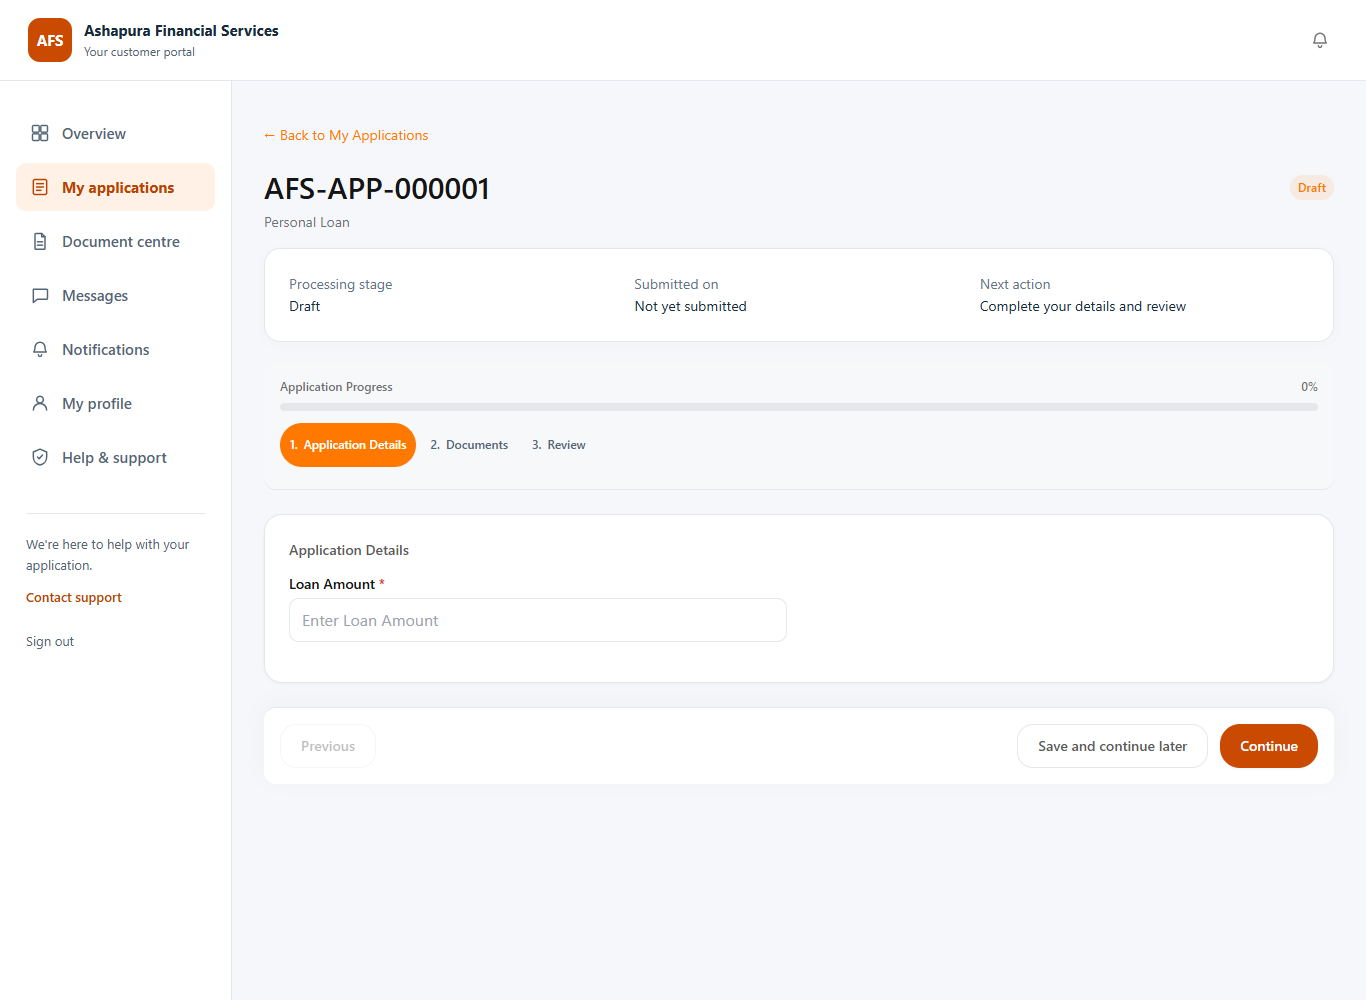 AFS
Ashapura Financial Services
Your customer portal
Overview
My applications
Document centre
Messages
Notifications
My profile
Help & support
We're here to help with your
application.
Contact support
Sign out
← Back to My Applications
AFS-APP-000001
Draft
Personal Loan
Processing stage
Draft
Submitted on
Not yet submitted
Next action
Complete your details and review
Application Progress
0%
1. Application Details
2. Documents
3. Review
Application Details
Loan Amount *
Enter Loan Amount
Previous
Save and continue later
Continue